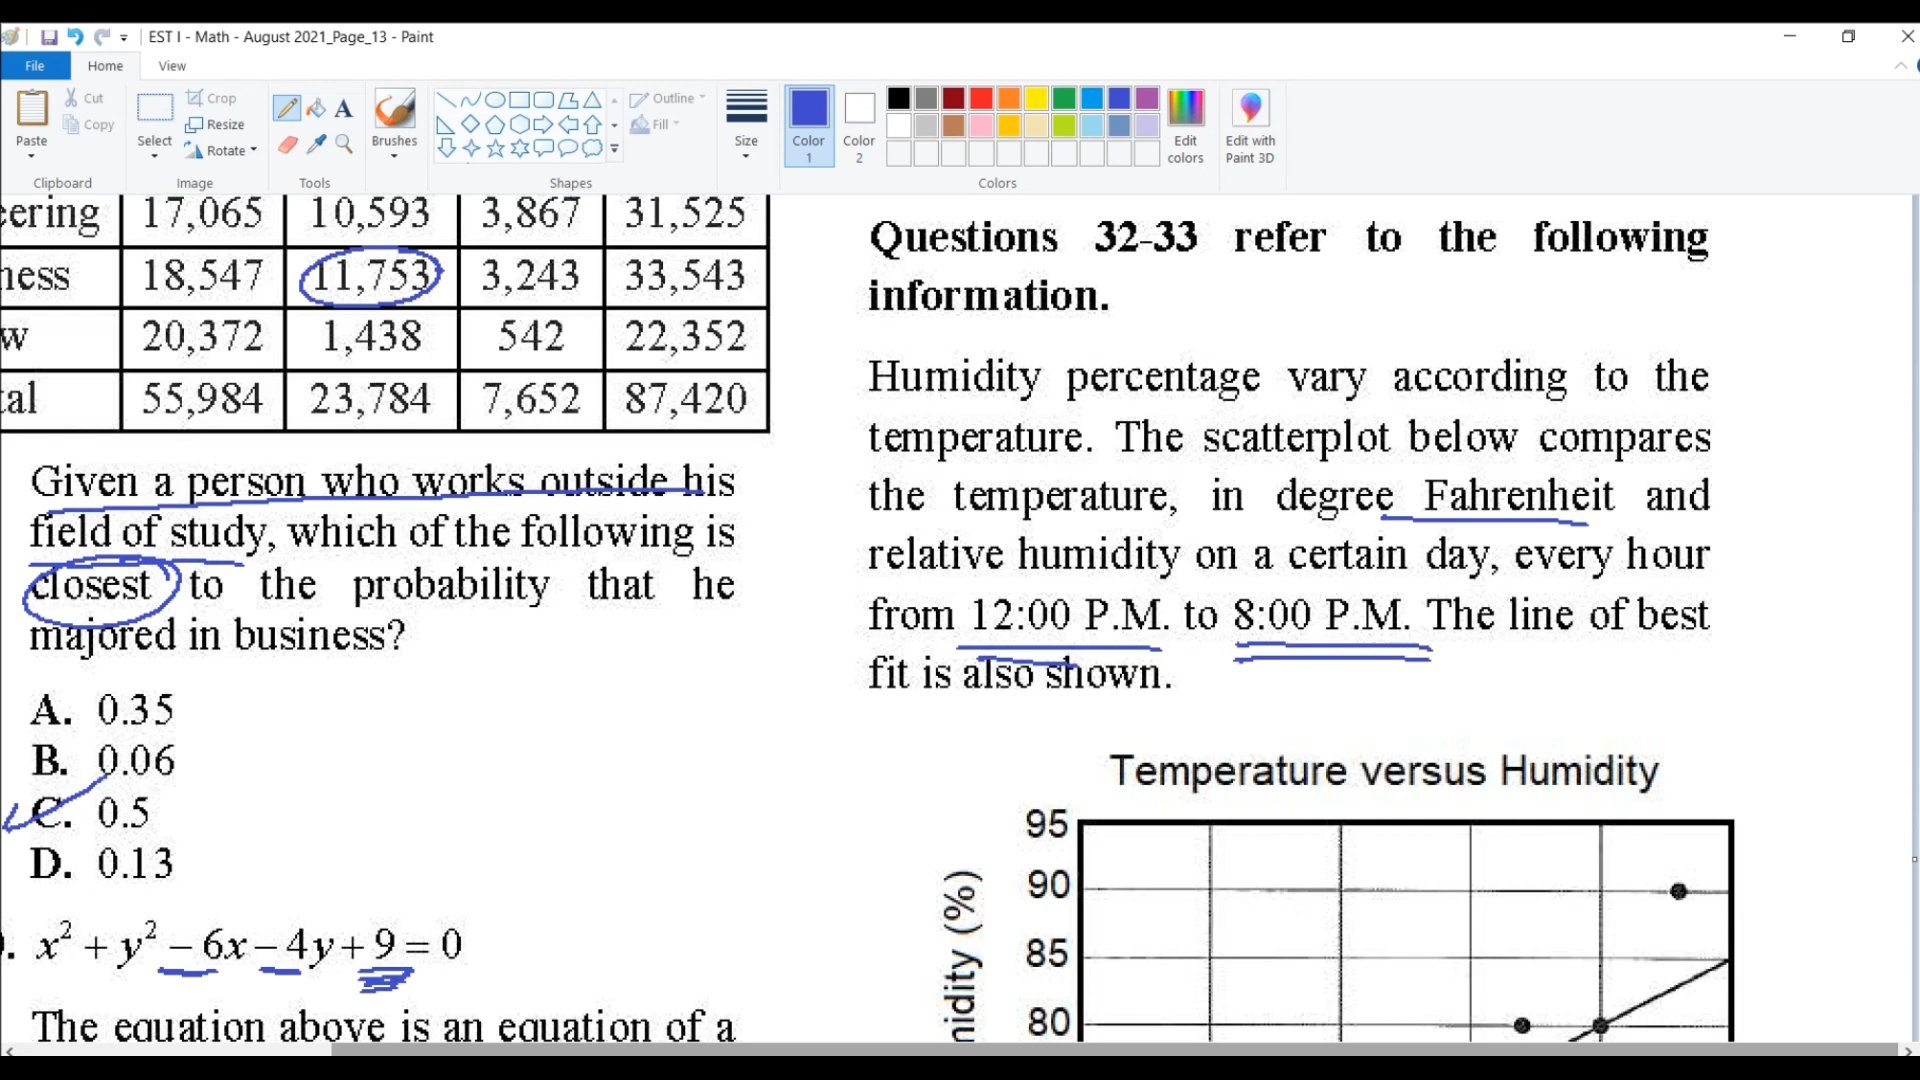 EST I - Math - August 2021_Page_13 - Paint
File Home View
Paste
Cut
Copy
Clipboard
Select
Crop
Resize
Rotate
Image
Tools
Brushes
Shapes
Outline
Fill
Size
Color 1
Color 2
Edit colors
Edit with Paint 3D
Colors
eering 17,065 10,593 3,867 31,525
ness 18,547 11,753 3,243 33,543
w 20,372 1,438 542 22,352
tal 55,984 23,784 7,652 87,420
Given a person who works outside his
field of study, which of the following is
closest to the probability that he
majored in business?
A. 0.35
B. 0.06
C. 0.5
D. 0.13
. x² + y² − 6x − 4y + 9 = 0
The equation above is an equation of a
Questions 32-33 refer to the following
information.
Humidity percentage vary according to the
temperature. The scatterplot below compares
the temperature, in degree Fahrenheit and
relative humidity on a certain day, every hour
from 12:00 P.M. to 8:00 P.M. The line of best
fit is also shown.
Temperature versus Humidity
95
90
85
80
midity (%)